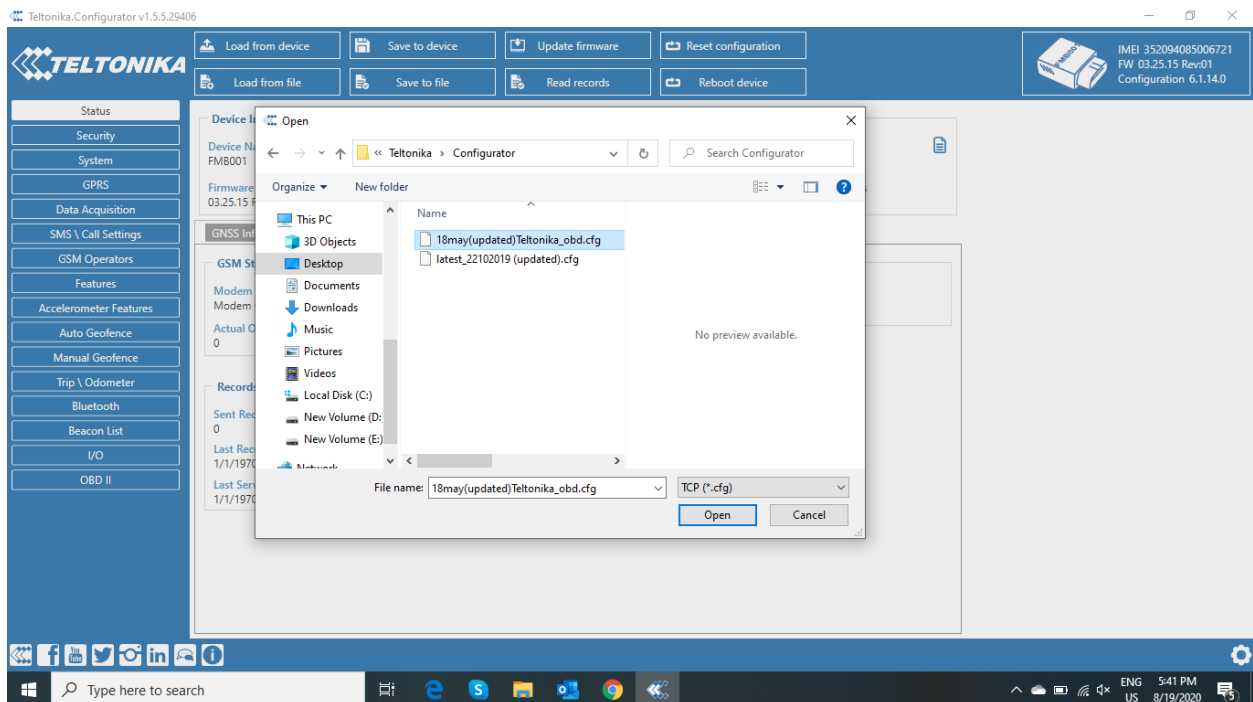 Teltonika.Configurator v1.5.5.29406
TELTONIKA
Load from device
Save to device
Update firmware
Reset configuration
Load from file
Save to file
Read records
Reboot device
IMEI 352094085006721
FW 03.25.15 Rev:01
Configuration 6.1.14.0
Status
Security
System
GPRS
Data Acquisition
SMS \ Call Settings
GSM Operators
Features
Accelerometer Features
Auto Geofence
Manual Geofence
Trip \ Odometer
Bluetooth
Beacon List
I/O
OBD II
Device I
Device Na
FMB001
Firmware
03.25.15 R
GNSS Inf
GSM St
Modem
Modem
Actual O
0
Records
Sent Rec
0
Last Rec
1/1/1970
Last Serv
1/1/1970
Open
« Teltonika › Configurator
Search Configurator
Organize
New folder
This PC
3D Objects
Desktop
Documents
Downloads
Music
Pictures
Videos
Local Disk (C:)
New Volume (D:
New Volume (E:)
Network
Name
18may(updated)Teltonika_obd.cfg
latest_22102019 (updated).cfg
No preview available.
File name: 18may(updated)Teltonika_obd.cfg
TCP (*.cfg)
Open
Cancel
Type here to search
ENG
US
5:41 PM
8/19/2020
5